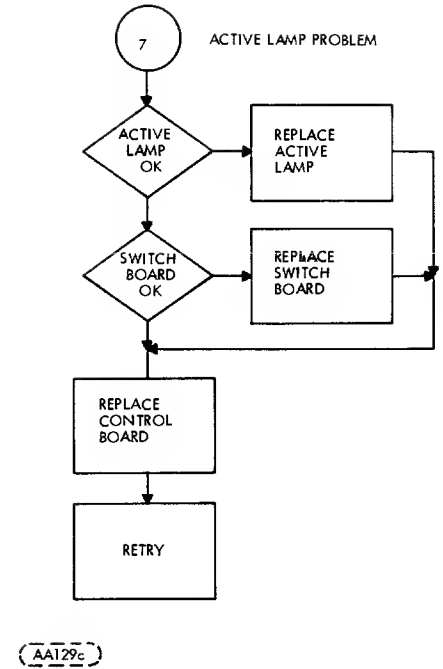 7
ACTIVE LAMP PROBLEM
ACTIVE
LAMP
OK
REPLACE
ACTIVE
LAMP
SWITCH
BOARD
OK
REPLACE
SWITCH
BOARD
REPLACE
CONTROL
BOARD
RETRY
AA129c